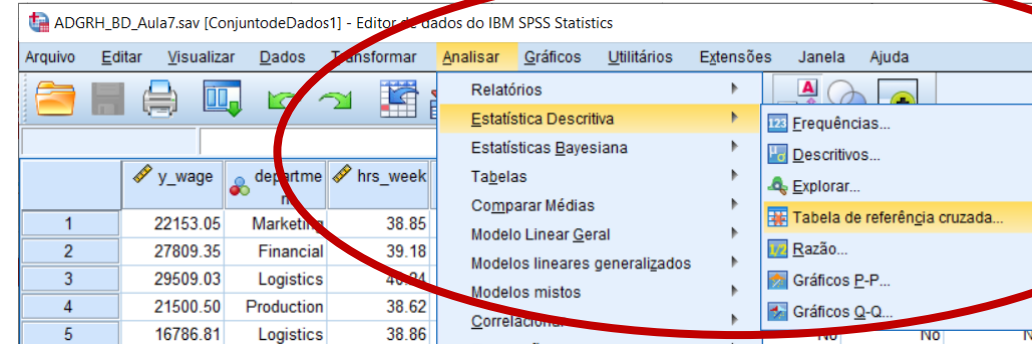 ADGRH_BD_Aula7.sav [ConjuntodeDados1] - Editor de dados do IBM SPSS Statistics
Arquivo Editar Visualizar Dados Transformar Analisar Gráficos Utilitários Extensões Janela Ajuda
Relatórios
Estatística Descritiva
Estatísticas Bayesiana
Tabelas
Comparar Médias
Modelo Linear Geral
Modelos lineares generalizados
Modelos mistos
Correlacionar
123 Frequências...
Descritivos...
Explorar...
Tabela de referência cruzada...
1/2 Razão...
Gráficos P-P...
Gráficos Q-Q...
y_wage departme hrs_week
n
1 22153.05 Marketing 38.85
2 27809.35 Financial 39.18
3 29509.03 Logistics
4 21500.50 Production 38.62
5 16786.81 Logistics 38.86 No No